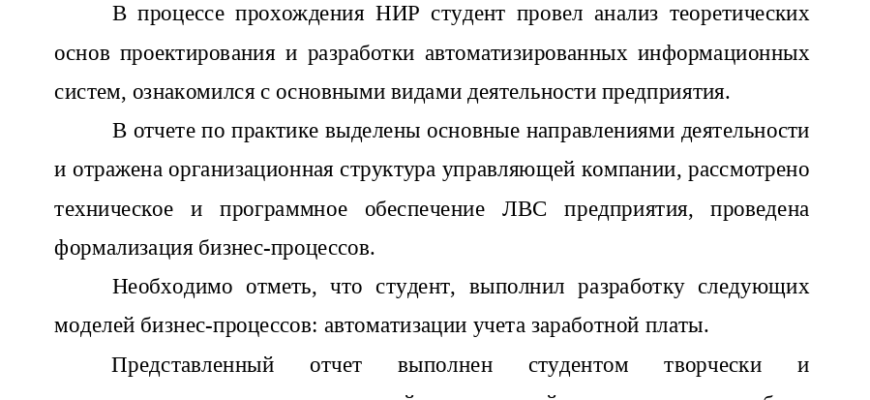 В процессе прохождения НИР студент провел анализ теоретических
основ проектирования и разработки автоматизированных информационных
систем, ознакомился с основными видами деятельности предприятия.
В отчете по практике выделены основные направлениями деятельности
и отражена организационная структура управляющей компании, рассмотрено
техническое и программное обеспечение ЛВС предприятия, проведена
формализация бизнес-процессов.
Необходимо отметь, что студент, выполнил разработку следующих
моделей бизнес-процессов: автоматизации учета заработной платы.
Представленный отчет выполнен студентом творчески и